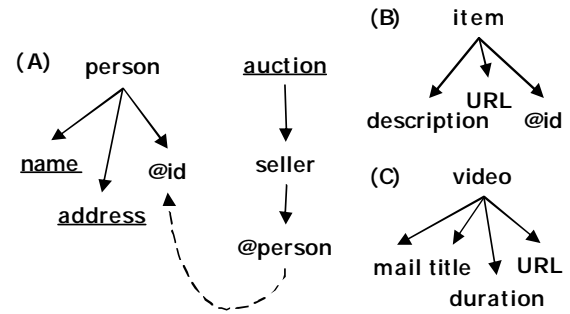 (A)
person
auction
name
@id
address
seller
@person
(B)
item
description
URL
@id
(C)
video
mail title
URL
duration